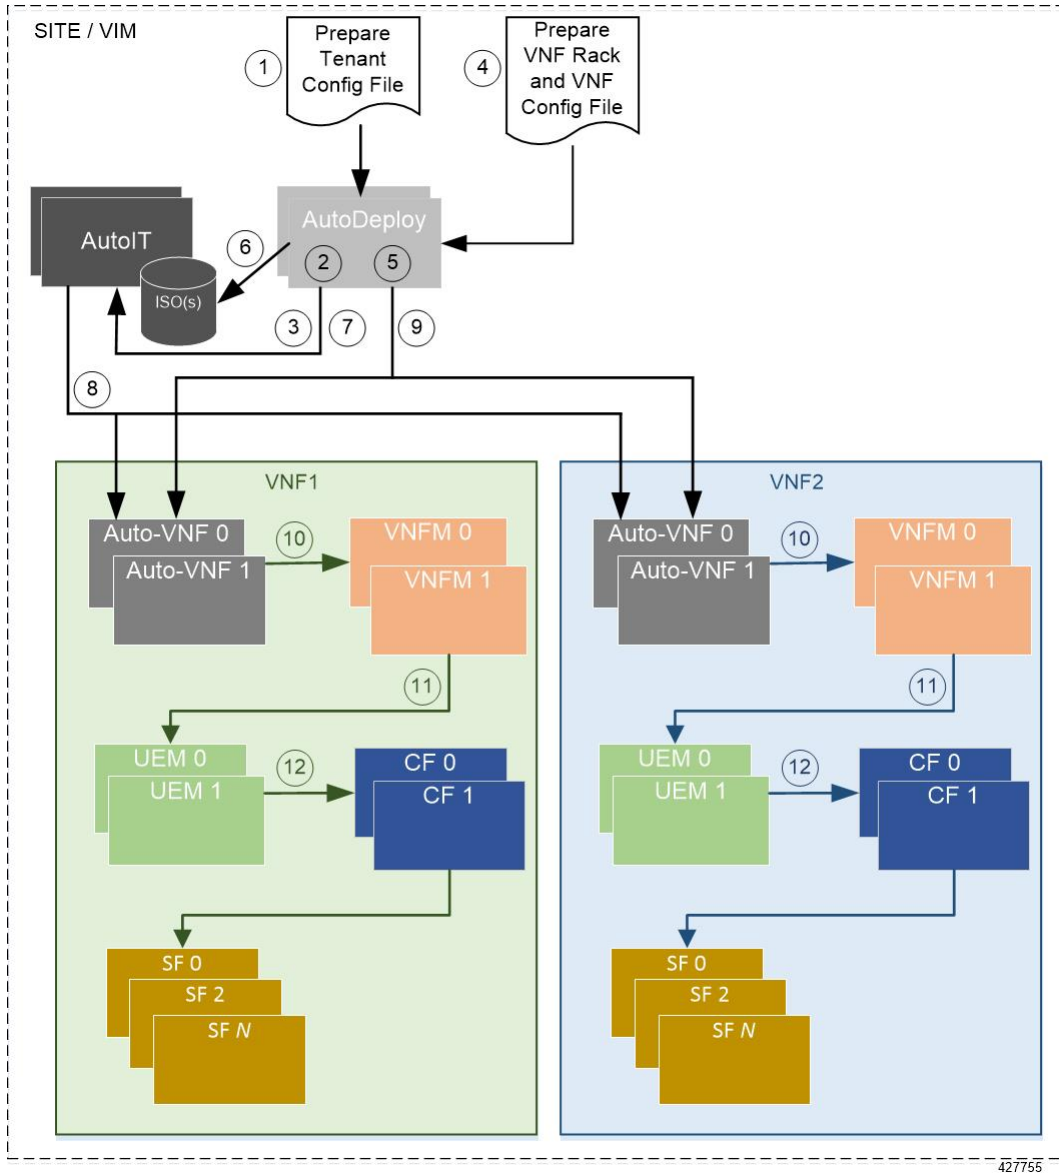 SITE / VIM
1
Prepare
Tenant
Config File
4
Prepare
VNF Rack
and VNF
Config File
AutoIT
ISO(s)
6
AutoDeploy
2
5
3
7
9
8
VNF1
Auto-VNF 0
Auto-VNF 1
10
VNFM 0
VNFM 1
11
UEM 0
UEM 1
12
CF 0
CF 1
SF 0
SF 2
SF N
VNF2
Auto-VNF 0
Auto-VNF 1
10
VNFM 0
VNFM 1
11
UEM 0
UEM 1
12
CF 0
CF 1
SF 0
SF 2
SF N
427755